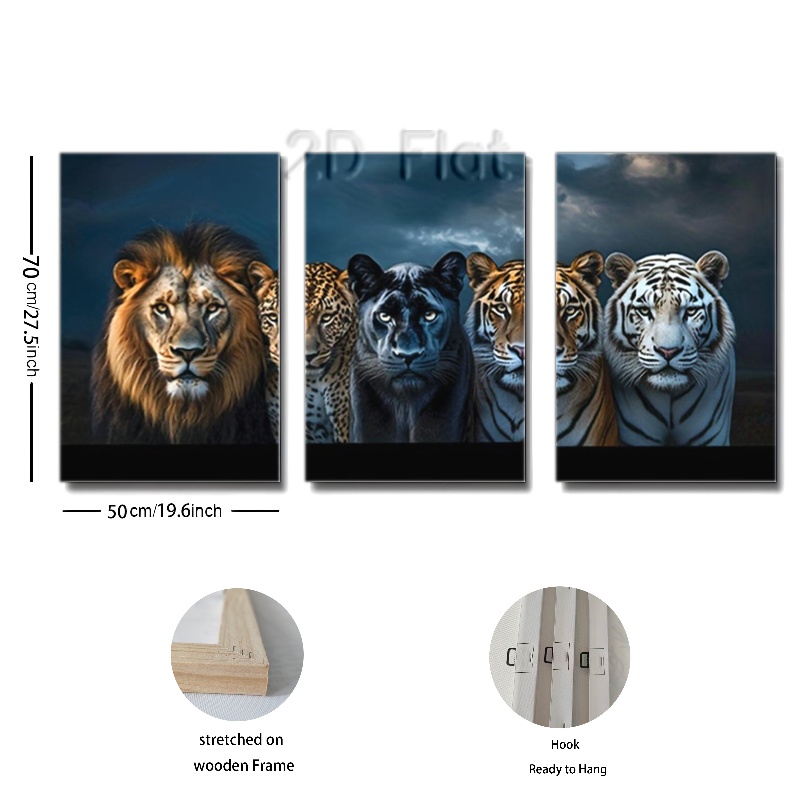 2D Flat
70 cm/27.5inch
50cm/19.6inch
stretched on
wooden Frame
Hook
Ready to Hang